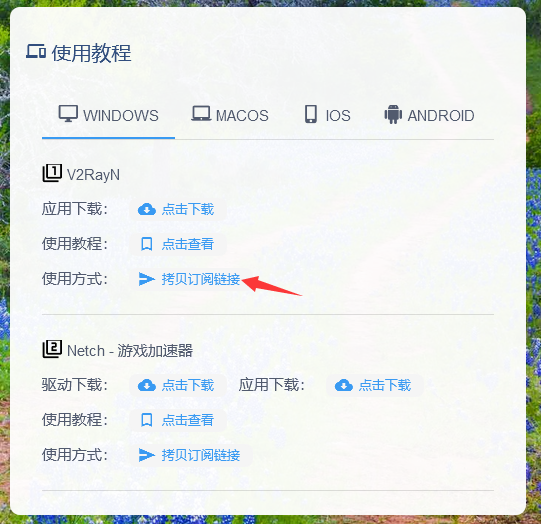 使用教程
WINDOWS MACOS IOS ANDROID
1 V2RayN
应用下载： 点击下载
使用教程： 点击查看
使用方式： 拷贝订阅链接
2 Netch - 游戏加速器
驱动下载： 点击下载 应用下载： 点击下载
使用教程： 点击查看
使用方式： 拷贝订阅链接